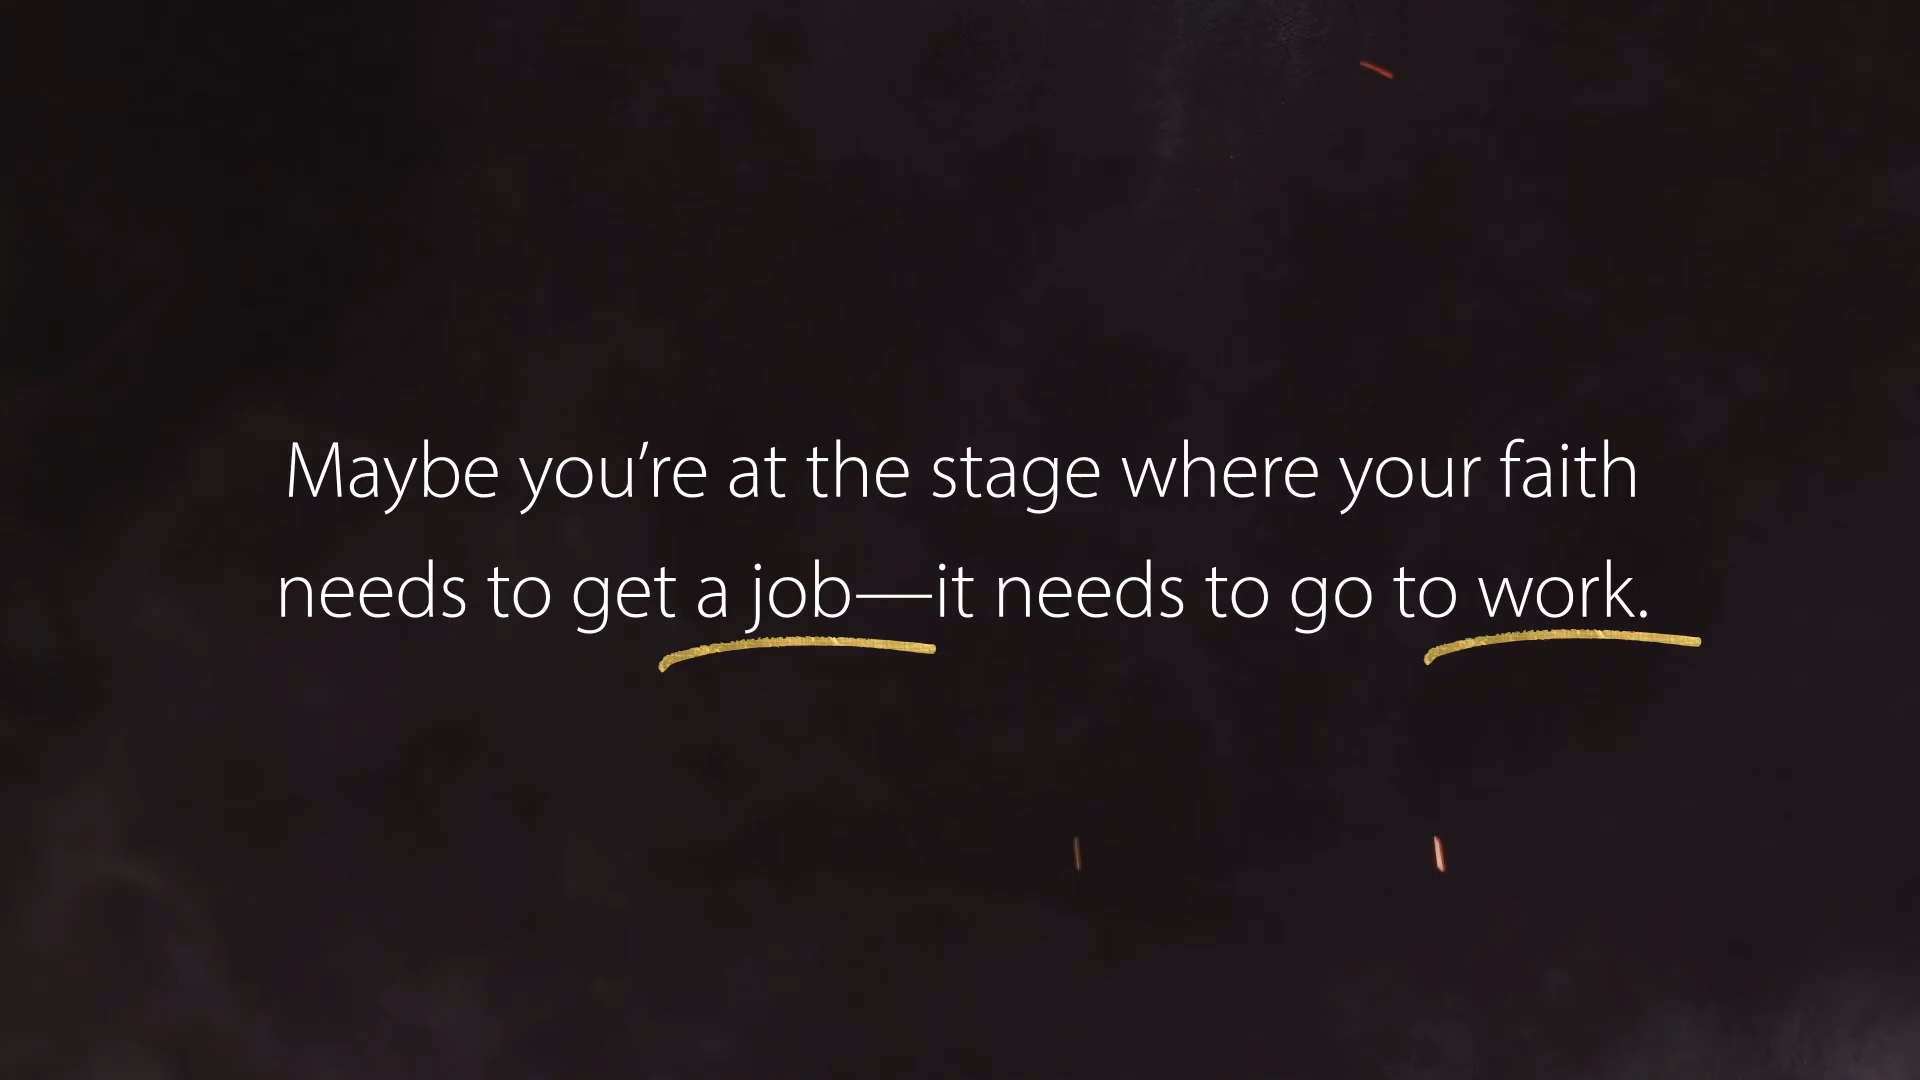 Maybe you’re at the stage where your faith
needs to get a job—it needs to go to work.